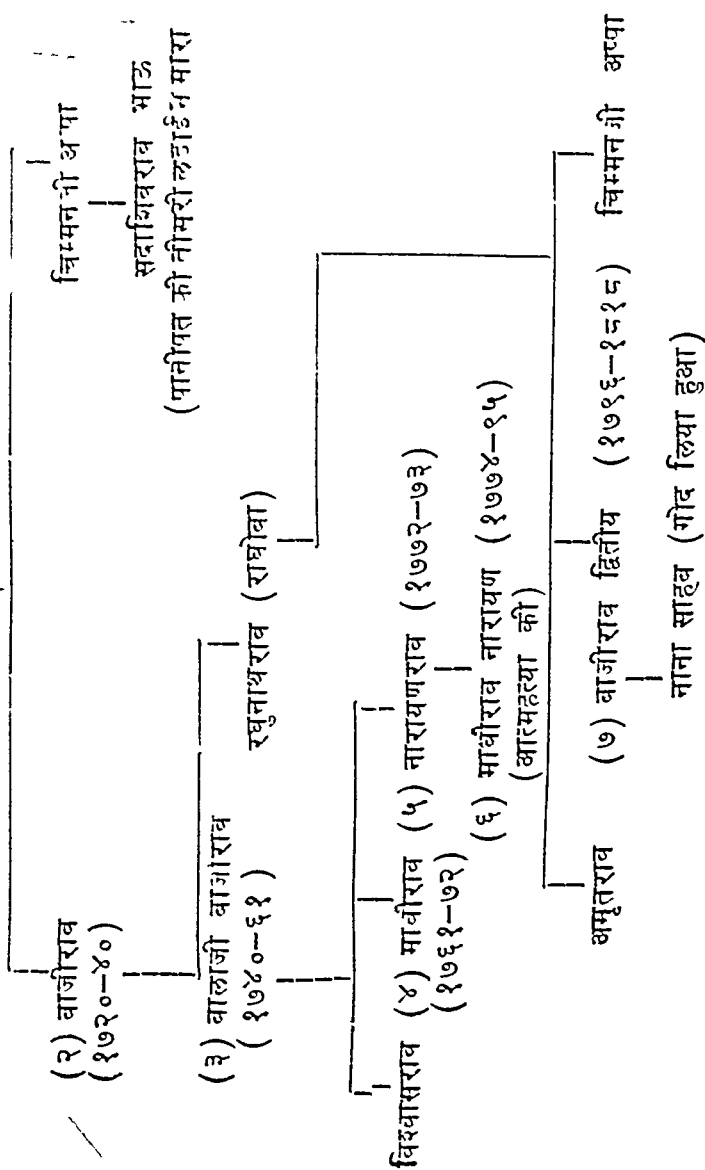 (२) बाजीराव
(१७२०-४०)
चिम्मनजी अप्पा
सदाशिवराव भाऊ
(पानीपत की तीसरी लड़ाई में मारा
(३) बालाजी बाजीराव
(१७४०-६१)
रघुनाथराव (राघोबा)
विश्वासराव
(४) माधोराव
(१७६१-७२)
(५) नारायणराव (१७७२-७३)
(६) माधोराव नारायण (१७७४-९५)
(आत्महत्या की)
अमृतराव
(७) बाजीराव द्वितीय (१७९६-१८१८)
चिम्मनजी अप्पा
नाना साहब (गोद लिया हुआ)